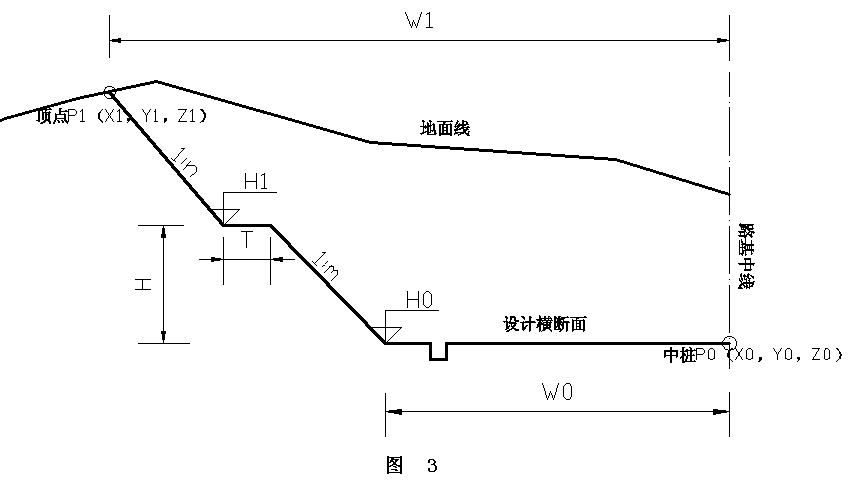 W1
顶点P1（X1，Y1，Z1）
地面线
1:n
H1
T
H
1:m
路基中线
H0
设计横断面
中桩P0（X0，Y0，Z0）
W0
图 3